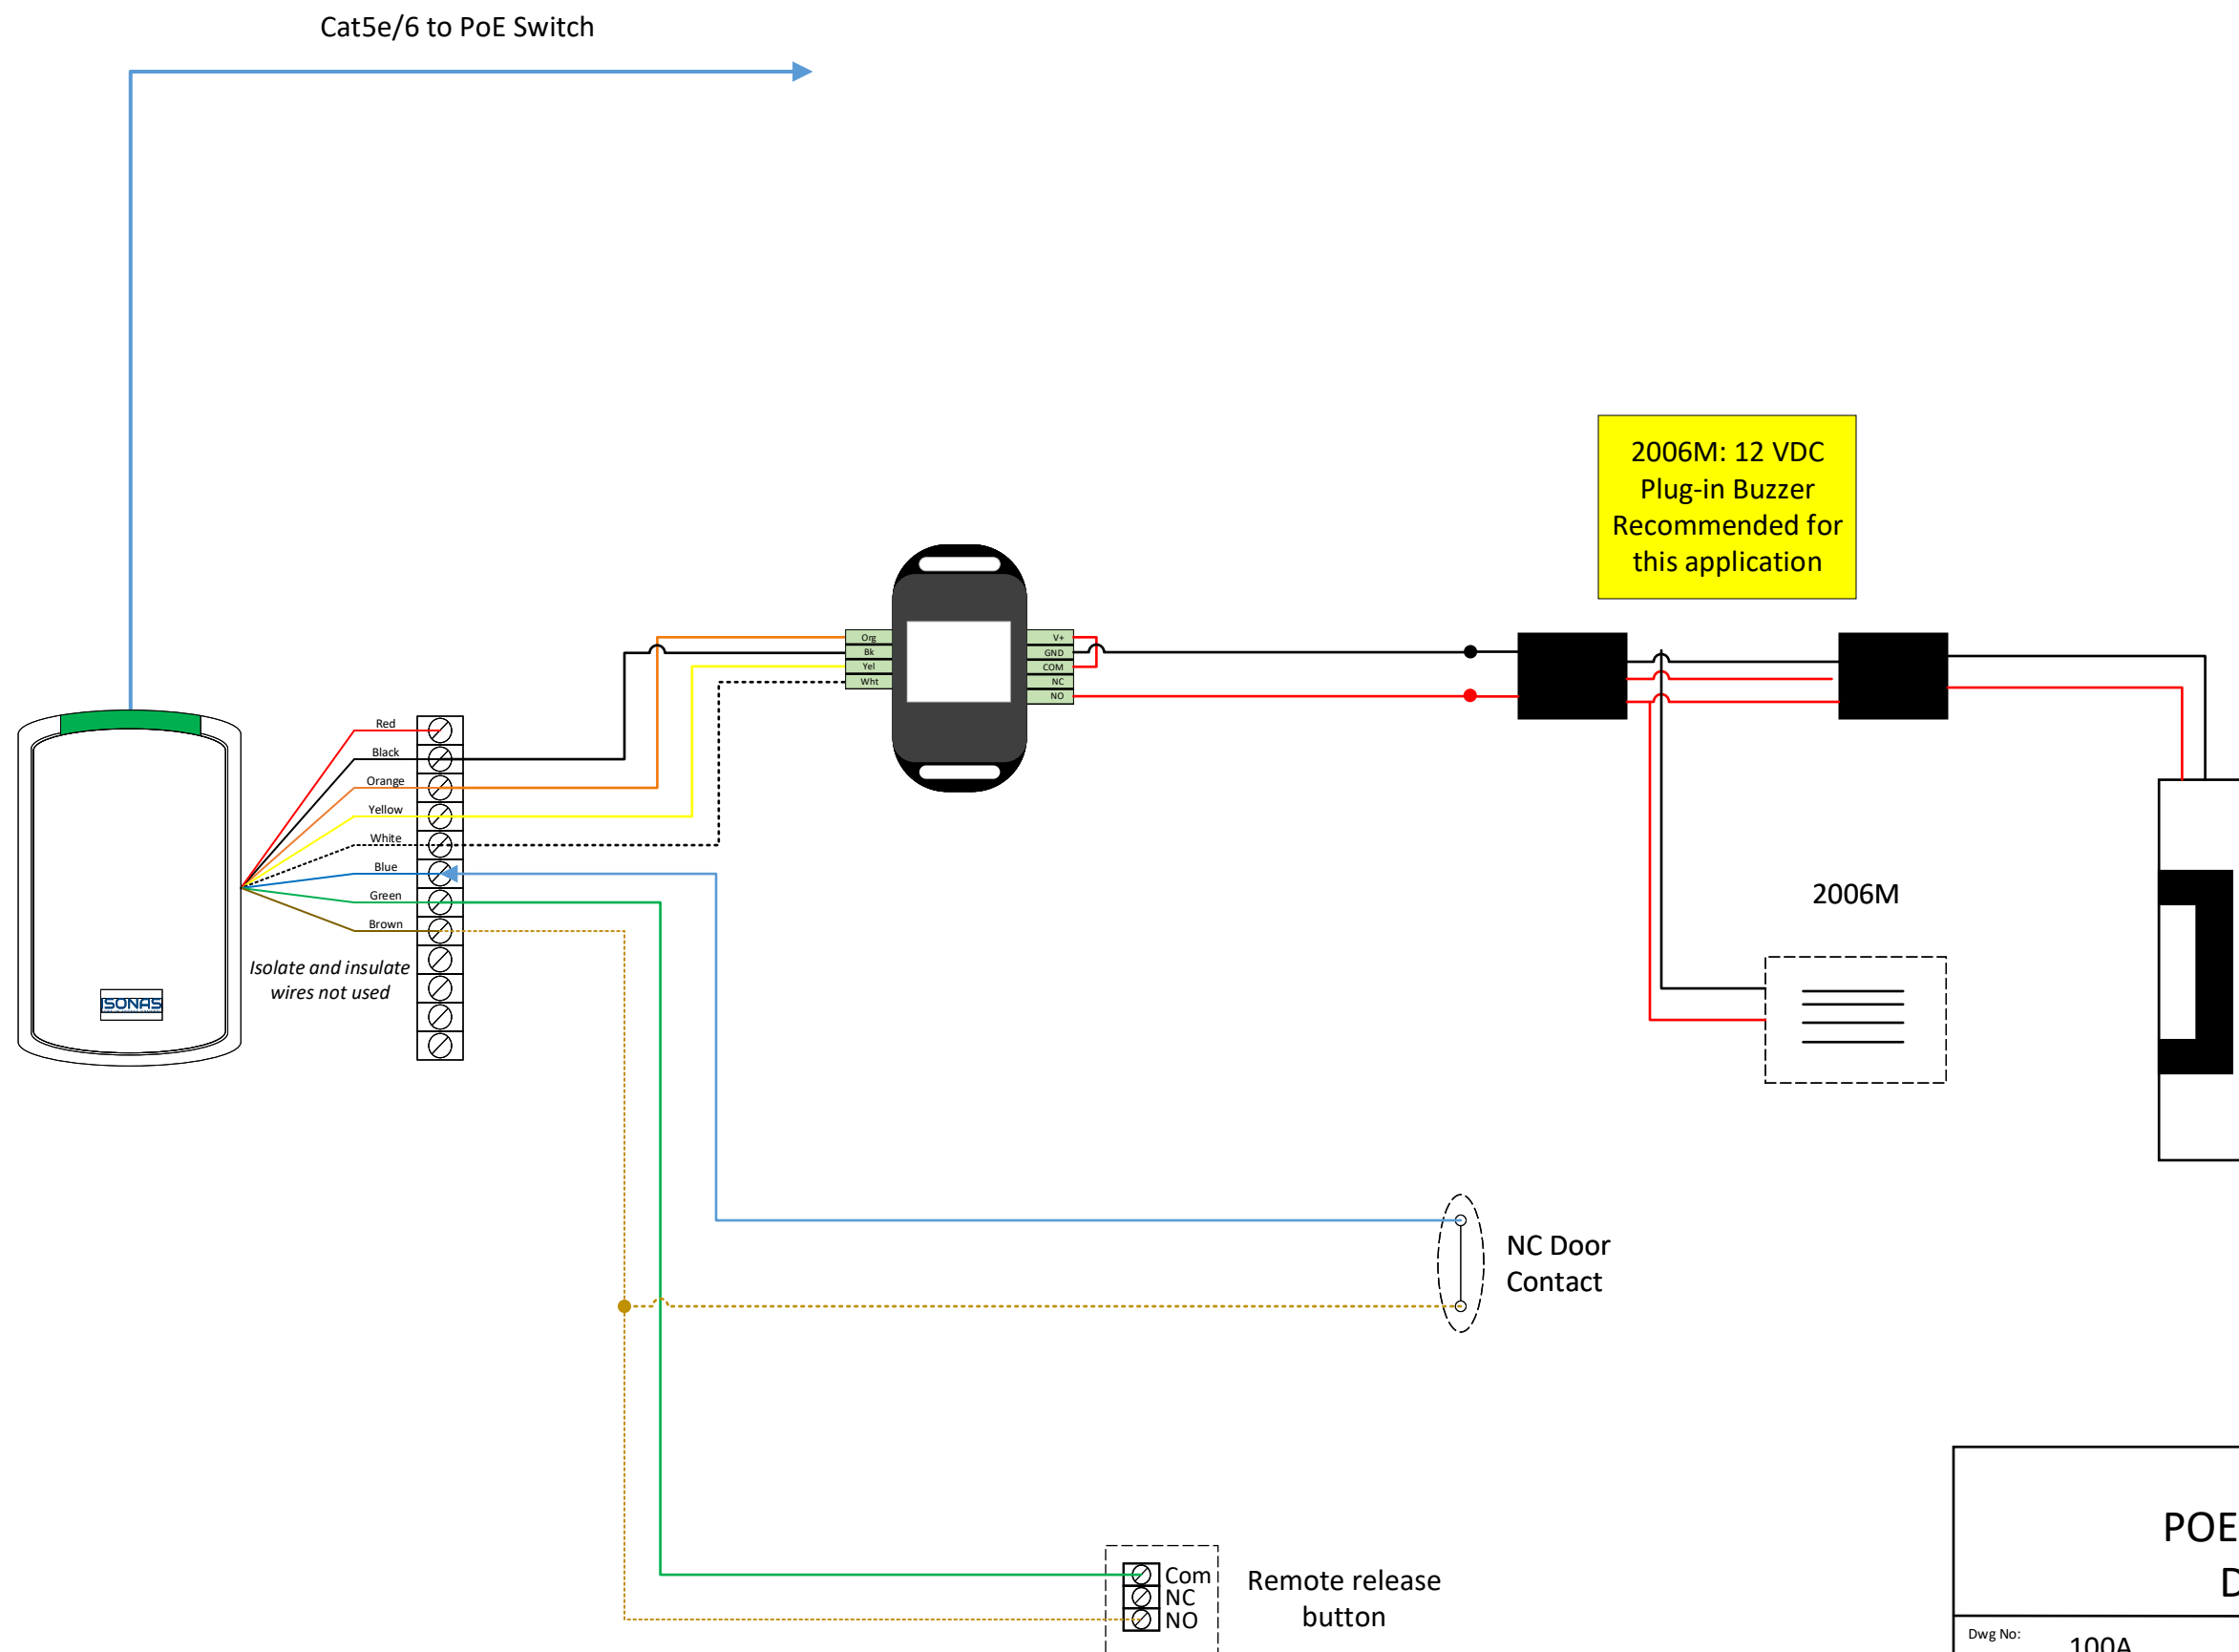 Cat5e/6 to PoE Switch
2006M: 12 VDC
Plug-in Buzzer
Recommended for
this application
Org
Bk
Yel
Wht
V+
GND
COM
NC
NO
Red
Black
Orange
Yellow
White
Blue
Green
Brown
Isolate and insulate
wires not used
ISONAS
2006M
NC Door
Contact
Com
NC
NO
Remote release
button
POE
D
Dwg No:
100A